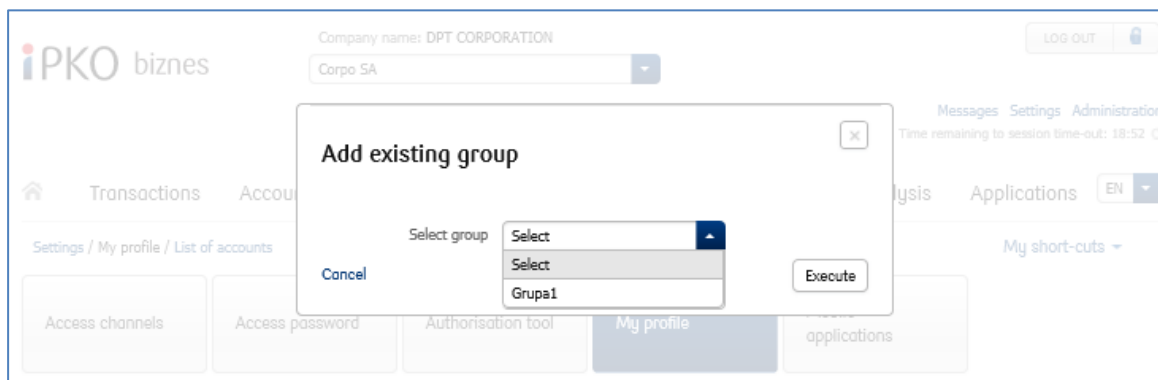 iPKO biznes
Company name: DPT CORPORATION
Corpo SA
LOG OUT
Messages Settings Administration
Time remaining to session time-out: 18:52
Add existing group
Transactions
Applications
EN
Settings / My profile / List of accounts
My short-cuts
Select group
Select
Select
Grupa1
Cancel
Execute
Access channels
Access password
Authorisation tool
My profile
applications